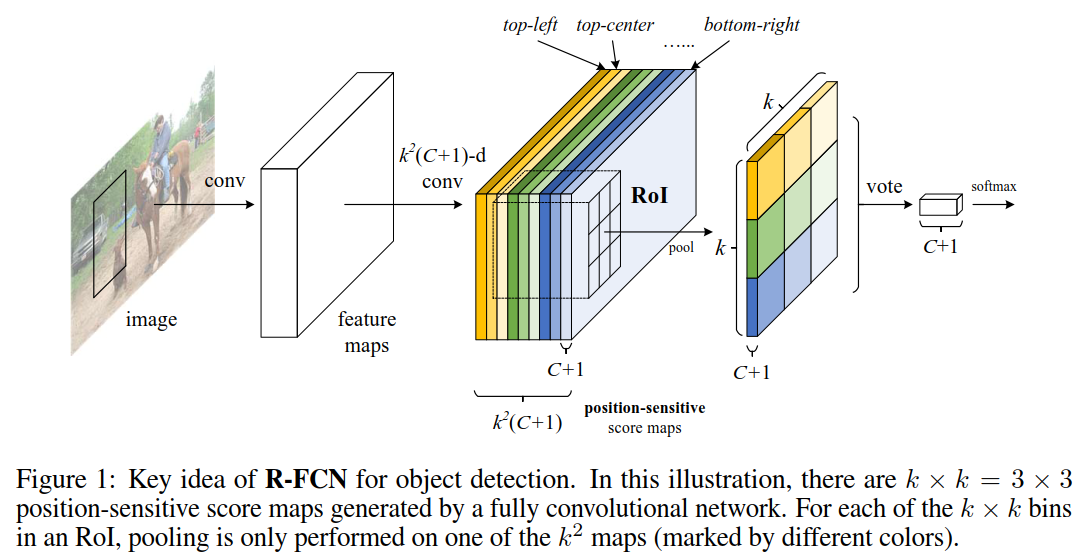 top-left top-center bottom-right
......
k
k²(C+1)-d
conv
conv
RoI
vote
softmax
pool
k
C+1
image
feature
maps
C+1
C+1
k²(C+1)
position-sensitive
score maps
Figure 1: Key idea of R-FCN for object detection. In this illustration, there are k × k = 3 × 3
position-sensitive score maps generated by a fully convolutional network. For each of the k × k bins
in an RoI, pooling is only performed on one of the k² maps (marked by different colors).